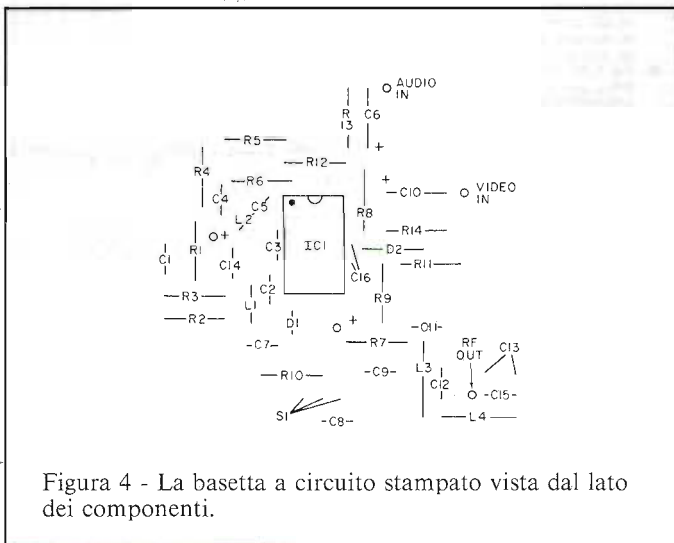 AUDIO IN
R 13
C6
R5
R12
R4
R6
C10
VIDEO IN
C4
C5
R8
L2
R14
R1
C3
IC1
D2
C1
C14
R11
C16
R3
C2
R9
L1
R2
D1
C11
C7
R7
RF OUT
C13
L3
R10
C9
C12
C15
S1
C8
L4
Figura 4 - La basetta a circuito stampato vista dal lato
dei componenti.